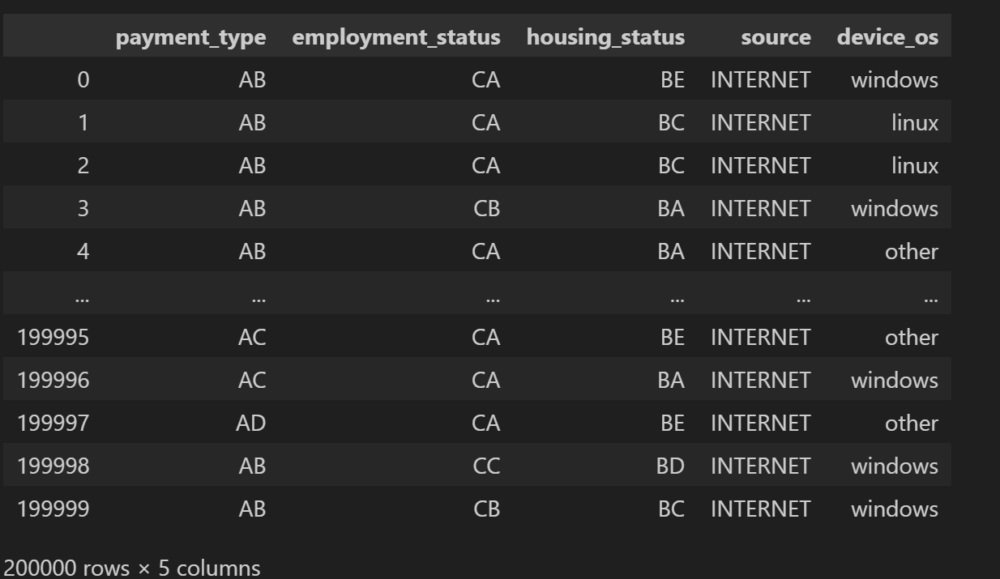 payment_type employment_status housing_status source device_os
0 AB CA BE INTERNET windows
1 AB CA BC INTERNET linux
2 AB CA BC INTERNET linux
3 AB CB BA INTERNET windows
4 AB CA BA INTERNET other
... ... ... ... ... ...
199995 AC CA BE INTERNET other
199996 AC CA BA INTERNET windows
199997 AD CA BE INTERNET other
199998 AB CC BD INTERNET windows
199999 AB CB BC INTERNET windows
200000 rows × 5 columns